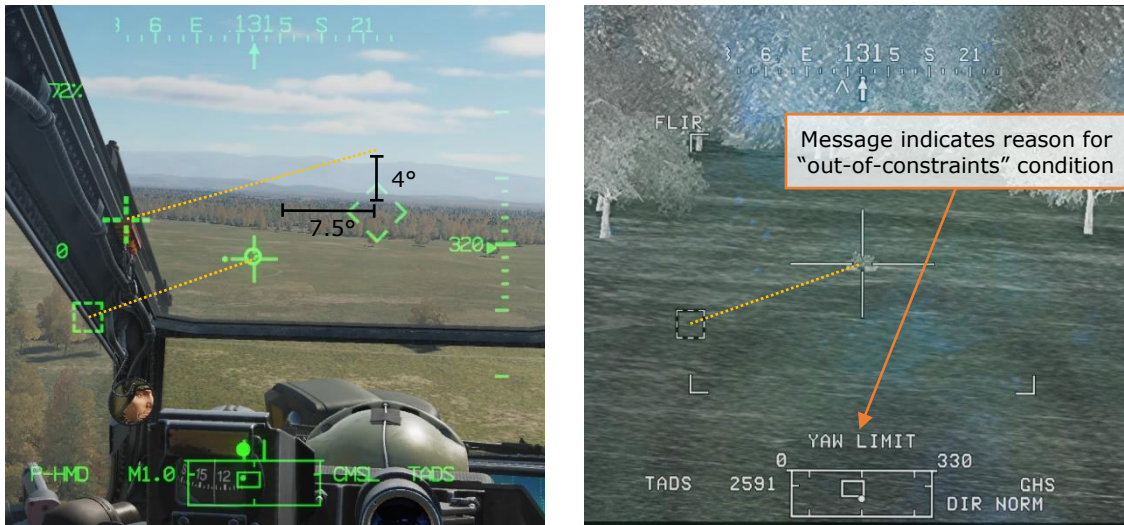 3 6 E 131 5 S 21
72%
4°
7.5°
0
320
15 12
P-HMD M1.0 CMSL TADS
3 6 E 131 5 S 21
FLIR
Message indicates reason for
“out-of-constraints” condition
YAW LIMIT
0 330
TADS 2591 GHS
DIR NORM